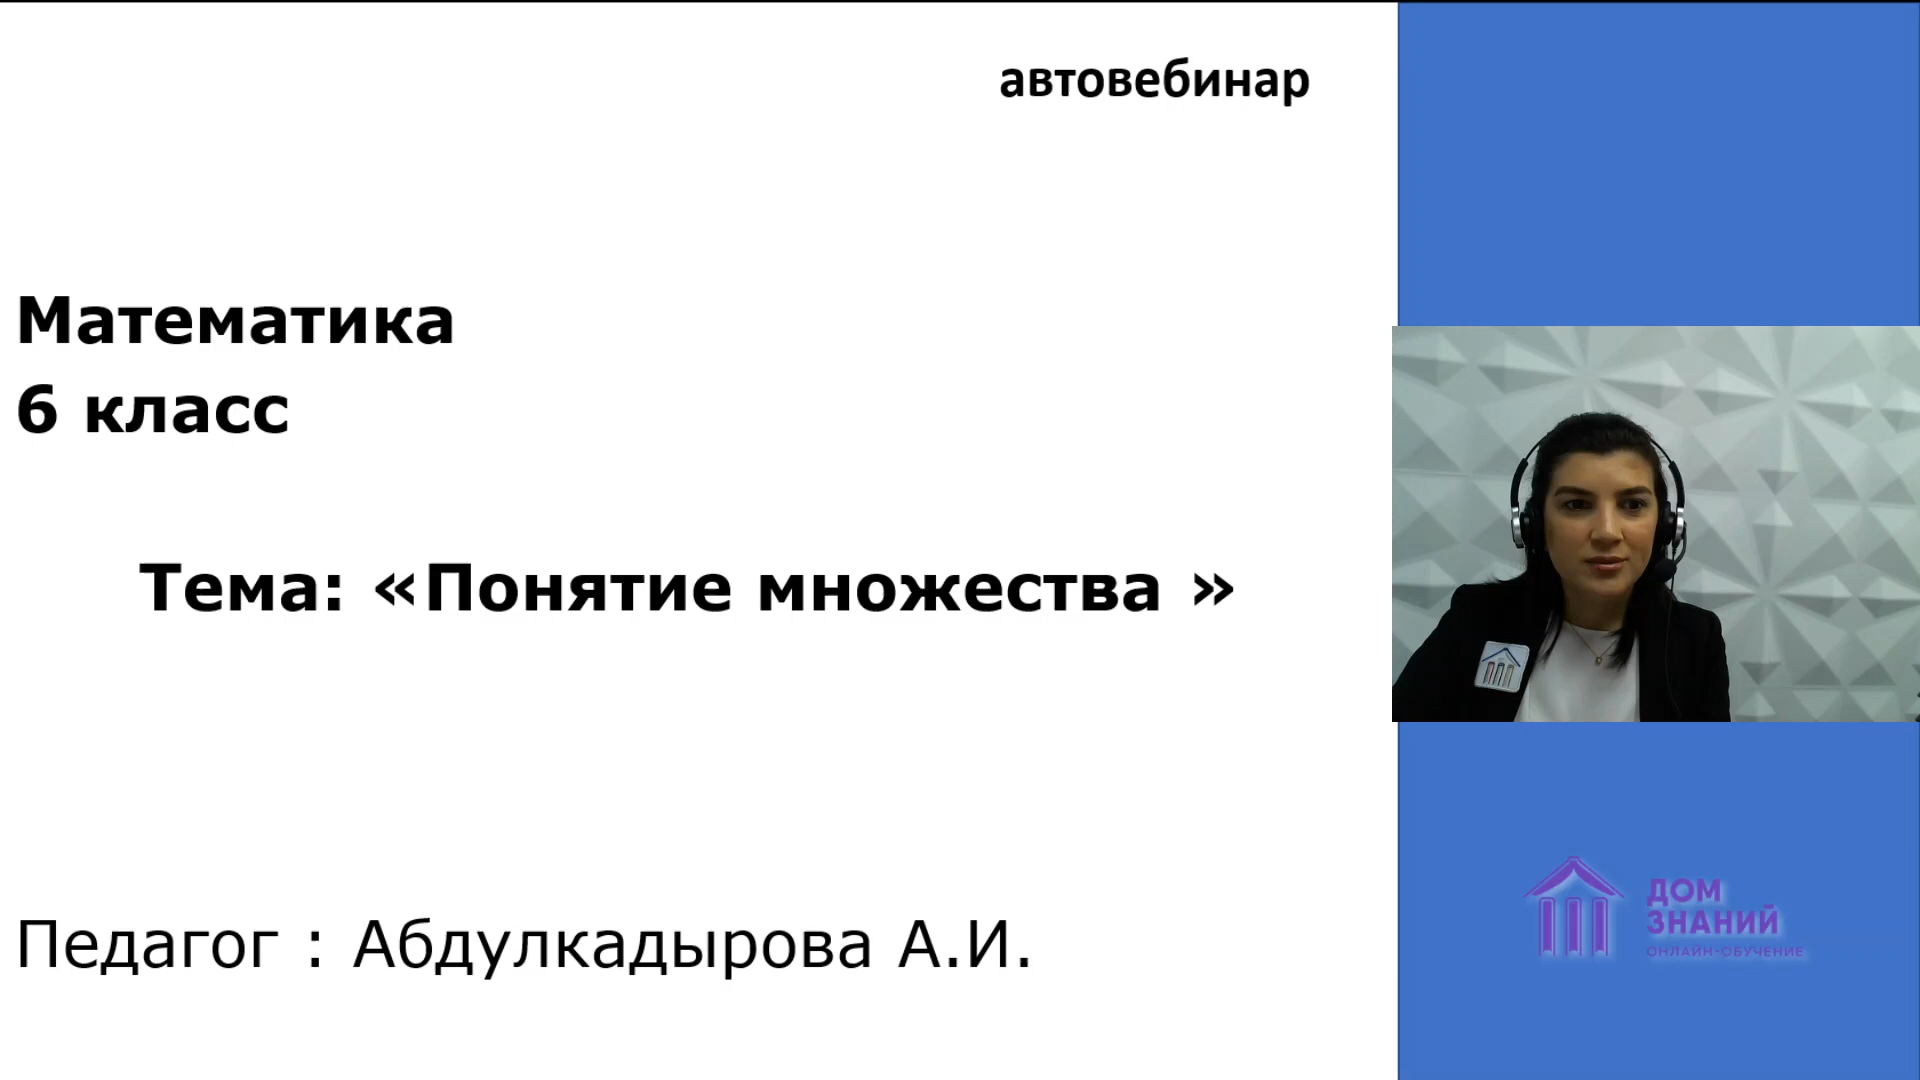 автовебинар
Математика
6 класс
Тема: «Понятие множества »
Педагог : Абдулкадырова А.И.
ДОМ
ЗНАНИЙ
ОНЛАЙН-ОБУЧЕНИЕ